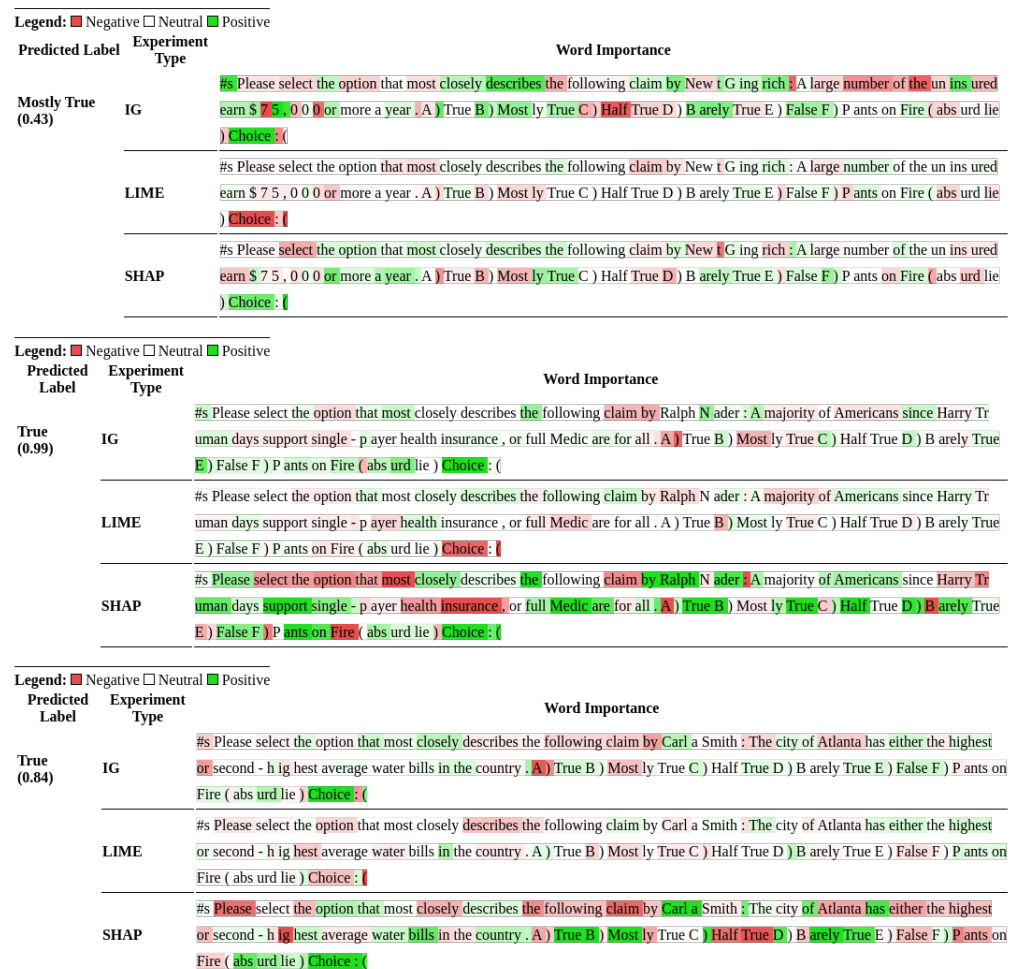 Legend: Negative Neutral Positive
Predicted Label Experiment Type Word Importance
Mostly True (0.43)
IG
#s Please select the option that most closely describes the following claim by New t G ing rich : A large number of the un ins ured
earn $ 7 5 , 0 0 0 or more a year . A ) True B ) Most ly True C ) Half True D ) B arely True E ) False F ) P ants on Fire ( abs urd lie
) Choice : (
LIME
#s Please select the option that most closely describes the following claim by New t G ing rich : A large number of the un ins ured
earn $ 7 5 , 0 0 0 or more a year . A ) True B ) Most ly True C ) Half True D ) B arely True E ) False F ) P ants on Fire ( abs urd lie
) Choice : (
SHAP
#s Please select the option that most closely describes the following claim by New t G ing rich : A large number of the un ins ured
earn $ 7 5 , 0 0 0 or more a year . A ) True B ) Most ly True C ) Half True D ) B arely True E ) False F ) P ants on Fire ( abs urd lie
) Choice : (
Legend: Negative Neutral Positive
Predicted Label Experiment Type Word Importance
True (0.99)
IG
#s Please select the option that most closely describes the following claim by Ralph N ader : A majority of Americans since Harry Tr
uman days support single - p ayer health insurance , or full Medic are for all . A ) True B ) Most ly True C ) Half True D ) B arely True
E ) False F ) P ants on Fire ( abs urd lie ) Choice : (
LIME
#s Please select the option that most closely describes the following claim by Ralph N ader : A majority of Americans since Harry Tr
uman days support single - p ayer health insurance , or full Medic are for all . A ) True B ) Most ly True C ) Half True D ) B arely True
E ) False F ) P ants on Fire ( abs urd lie ) Choice : (
SHAP
#s Please select the option that most closely describes the following claim by Ralph N ader : A majority of Americans since Harry Tr
uman days support single - p ayer health insurance , or full Medic are for all . A ) True B ) Most ly True C ) Half True D ) B arely True
E ) False F ) P ants on Fire ( abs urd lie ) Choice : (
Legend: Negative Neutral Positive
Predicted Label Experiment Type Word Importance
True (0.84)
IG
#s Please select the option that most closely describes the following claim by Carl a Smith : The city of Atlanta has either the highest
or second - h ig hest average water bills in the country . A ) True B ) Most ly True C ) Half True D ) B arely True E ) False F ) P ants on
Fire ( abs urd lie ) Choice : (
LIME
#s Please select the option that most closely describes the following claim by Carl a Smith : The city of Atlanta has either the highest
or second - h ig hest average water bills in the country . A ) True B ) Most ly True C ) Half True D ) B arely True E ) False F ) P ants on
Fire ( abs urd lie ) Choice : (
SHAP
#s Please select the option that most closely describes the following claim by Carl a Smith : The city of Atlanta has either the highest
or second - h ig hest average water bills in the country . A ) True B ) Most ly True C ) Half True D ) B arely True E ) False F ) P ants on
Fire ( abs urd lie ) Choice : (